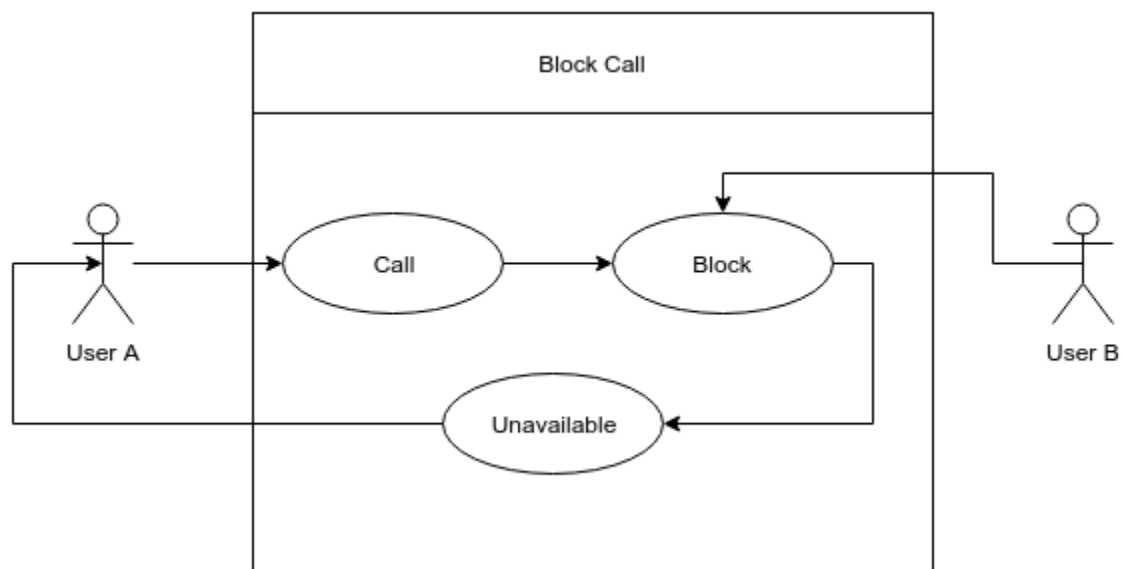 Block Call
Call
Block
User A
User B
Unavailable